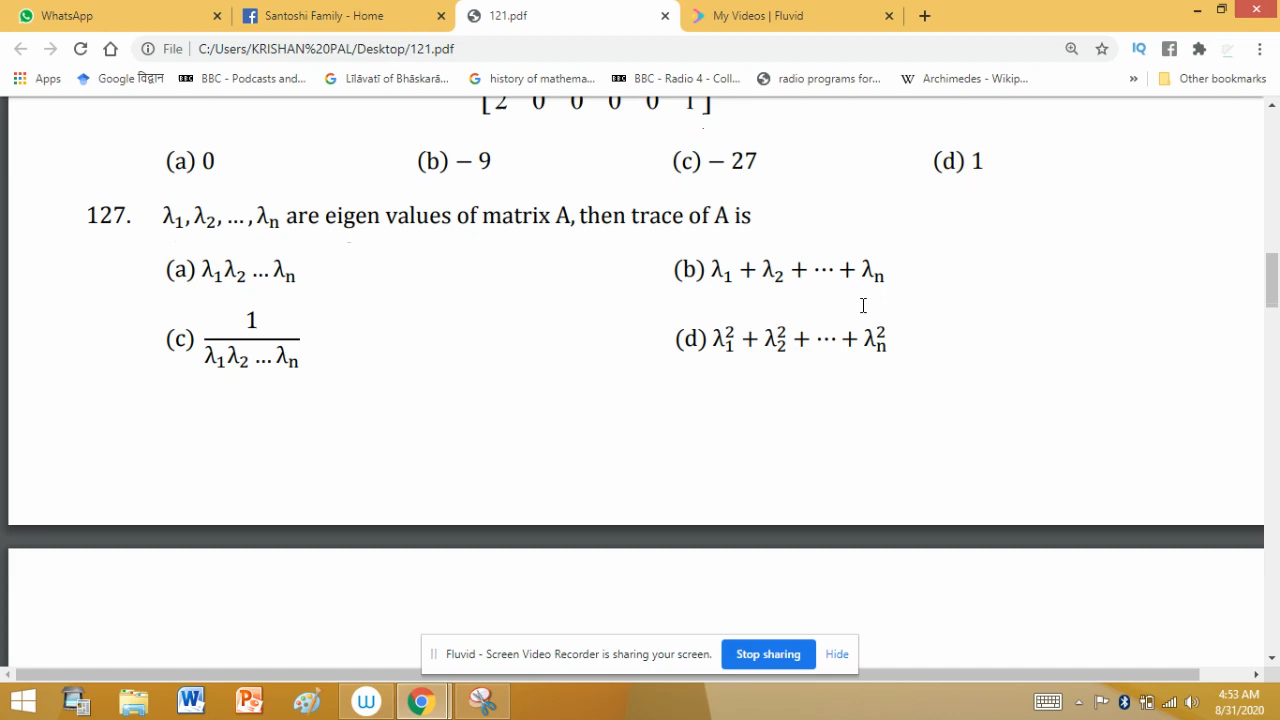 WhatsApp
Santoshi Family - Home
121.pdf
My Videos | Fluvid
File
C:/Users/KRISHAN%20PAL/Desktop/121.pdf
IQ
Apps
Google विद्वान
BBC - Podcasts and...
Līlāvatī of Bhāskarā...
history of mathema...
BBC - Radio 4 - Coll...
radio programs for...
Archimedes - Wikip...
»
Other bookmarks
[2 0 0 0 0 1]
(a) 0 (b) − 9 (c) − 27 (d) 1
127. λ₁, λ₂, … , λₙ are eigen values of matrix A, then trace of A is
(a) λ₁λ₂ … λₙ (b) λ₁ + λ₂ + ⋯ + λₙ
(c) 1/(λ₁λ₂ … λₙ) (d) λ₁² + λ₂² + ⋯ + λₙ²
Fluvid - Screen Video Recorder is sharing your screen.
Stop sharing
Hide
4:53 AM
8/31/2020